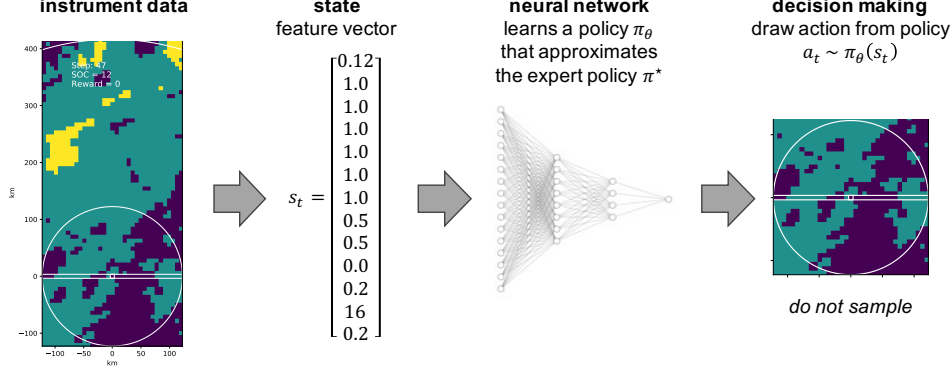 instrument data
Step: 47
SOC = 12
Reward = 0
400
300
200
100
0
−100
km
−100
−50
0
50
100
km
state
feature vector
s_t =
0.12
1.0
1.0
1.0
1.0
1.0
1.0
0.5
0.5
0.0
0.2
16
0.2
neural network
learns a policy π_θ
that approximates
the expert policy π⋆
decision making
draw action from policy
a_t ~ π_θ(s_t)
do not sample